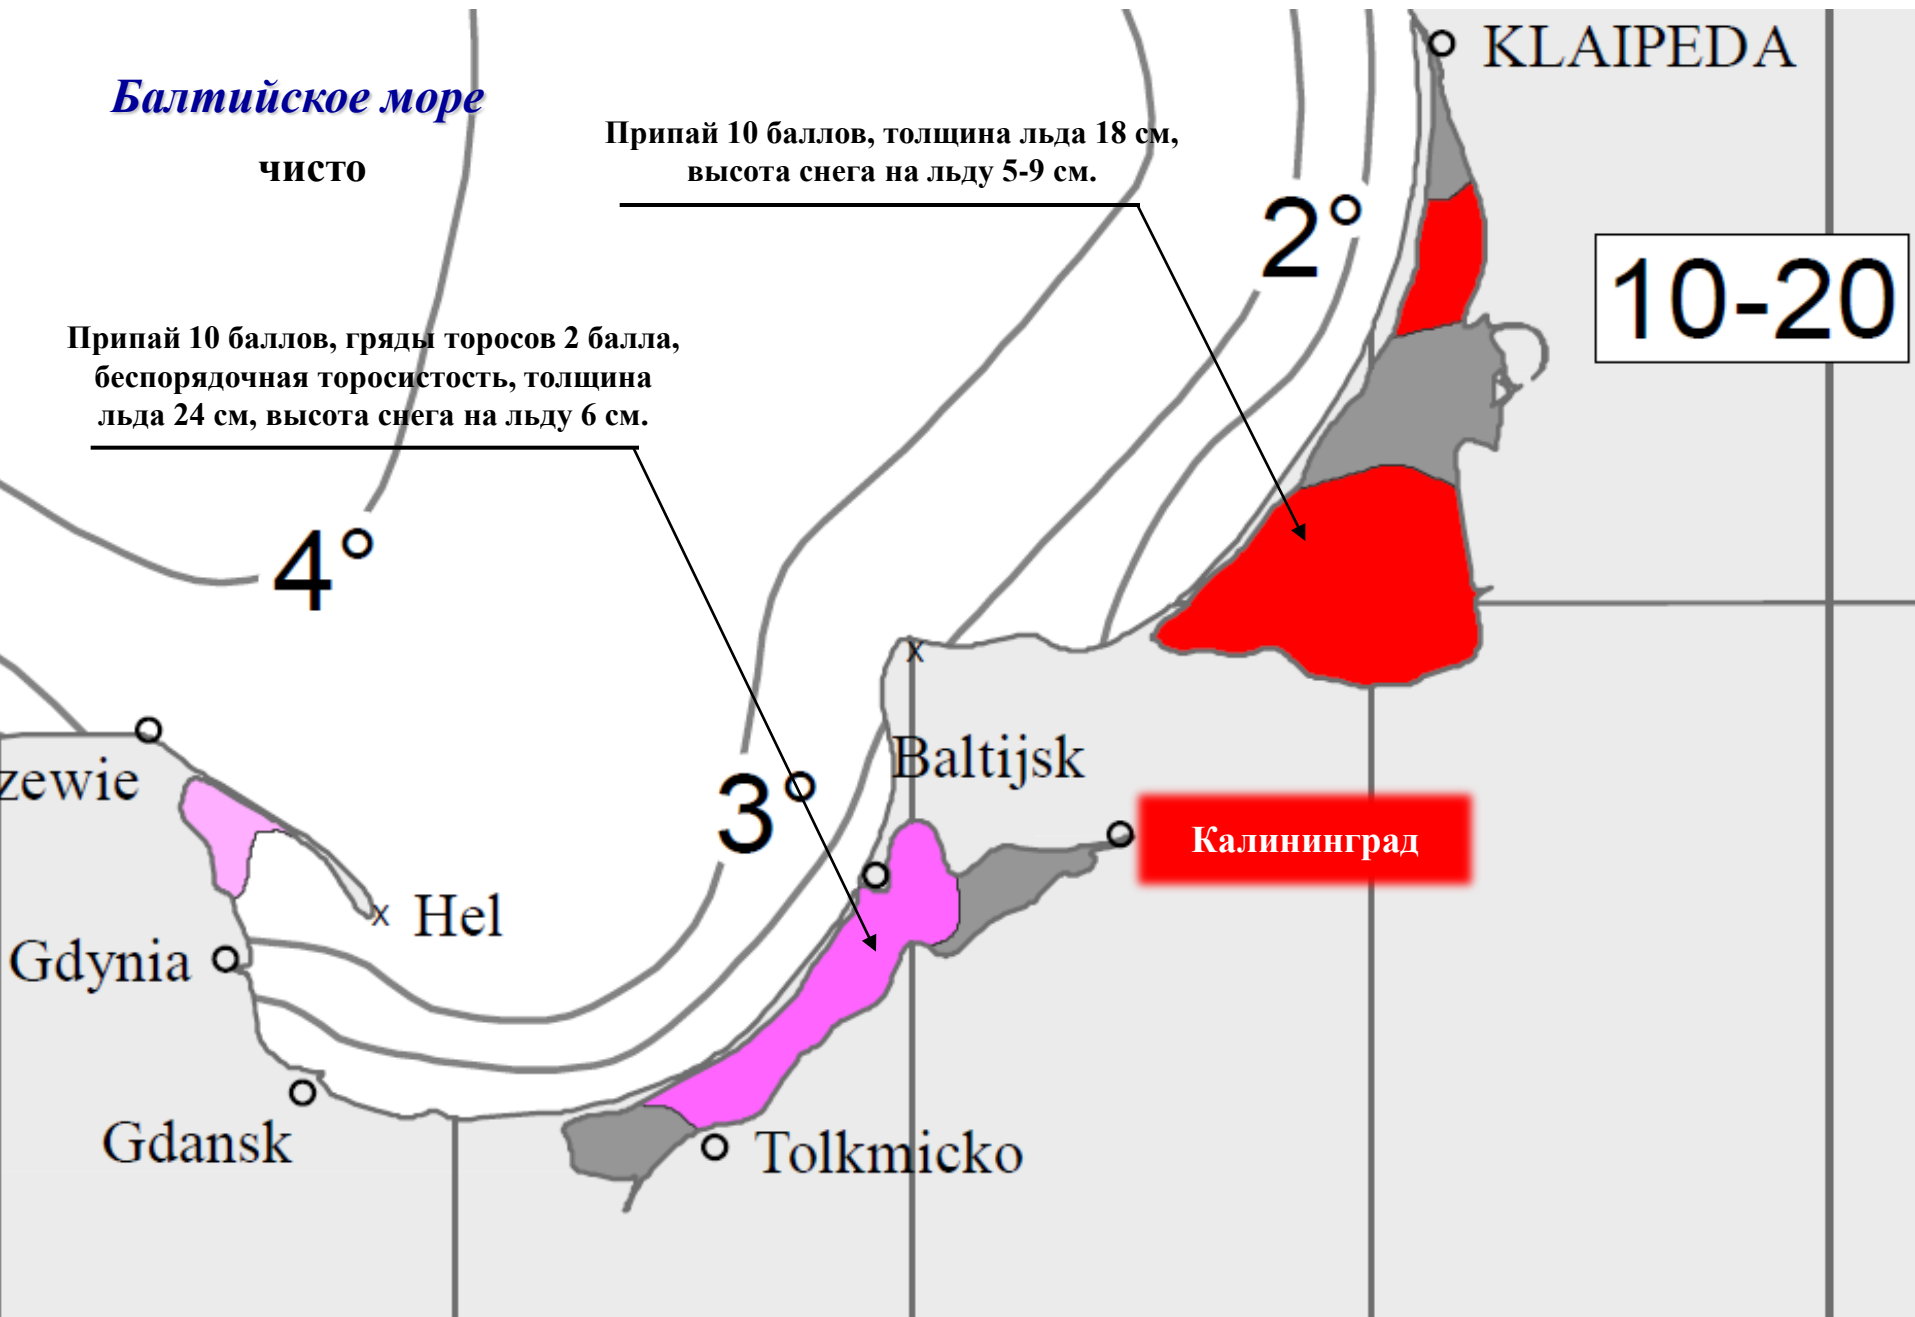 KLAIPEDA
Балтийское море
чисто
Припай 10 баллов, толщина льда 18 см,
высота снега на льду 5-9 см.
2°
10-20
Припай 10 баллов, гряды торосов 2 балла,
беспорядочная торосистость, толщина
льда 24 см, высота снега на льду 6 см.
4°
x
Baltijsk
zewie
3°
Калининград
x Hel
Gdynia
Gdansk
Tolkmicko